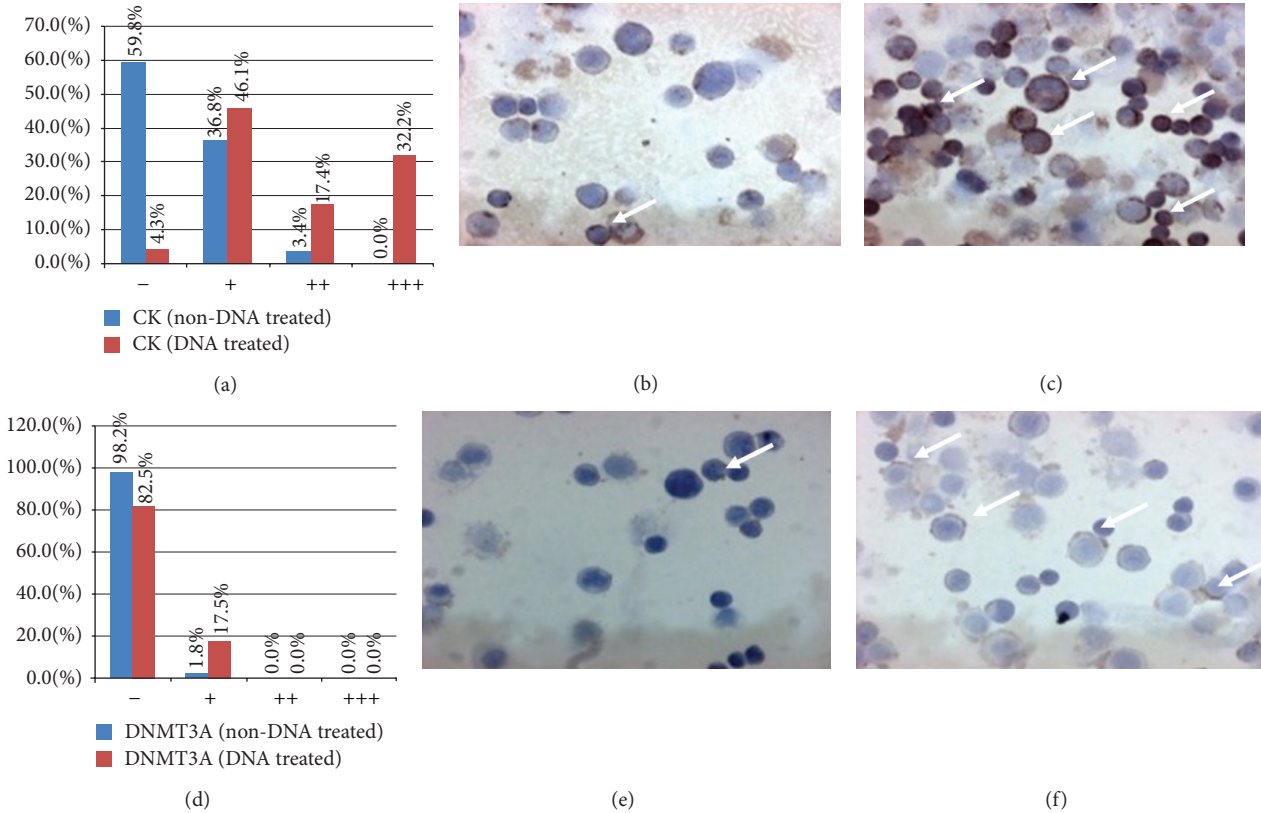 70.0(%)
60.0(%)
50.0(%)
40.0(%)
30.0(%)
20.0(%)
10.0(%)
0.0(%)
59.8%
4.3%
36.8%
46.1%
3.4%
17.4%
0.0%
32.2%
− + ++ +++
CK (non-DNA treated)
CK (DNA treated)
(a)
(b)
(c)
120.0(%)
100.0(%)
80.0(%)
60.0(%)
40.0(%)
20.0(%)
0.0(%)
98.2%
82.5%
1.8%
17.5%
0.0%
0.0%
0.0%
0.0%
− + ++ +++
DNMT3A (non-DNA treated)
DNMT3A (DNA treated)
(d)
(e)
(f)